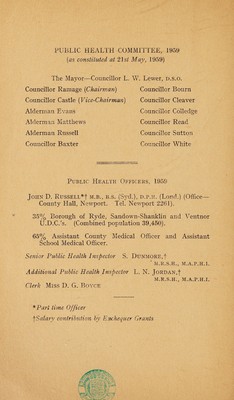 PUBLIC HEALTH COMMITTEE, 1959
(as constituted at 21st May, 1959)
The Mayor—Councillor L. W. Lewer, D.S.O.
Councillor Ramage (Chairman) Councillor Bourn
Councillor Castle (Vice-Chairman) Councillor Cleaver
Alderman Evans Councillor Colledge
Alderman Matthews Councillor Read
Alderman Russell Councillor Sutton
Councillor Baxter Councillor White
PUBLIC HEALTH OFFICERS, 1959
JOHN D. RUSSELL*† M.B., B.S. (Syd.), D.P.H. (Lond.) (Office—
County Hall, Newport. Tel. Newport 2261).
35% Borough of Ryde, Sandown-Shanklin and Ventnor
U.D.C.'s. (Combined population 39,450).
65% Assistant County Medical Officer and Assistant
School Medical Officer.
Senior Public Health Inspector S. DUNMORE,†
M.R.S.H., M.A.P.H.I.
Additional Public Health Inspector L. N. JORDAN,†
M.R.S.H., M.A.P.H.I.
Clerk MISS D. G. BOYCE
*Part time Officer
†Salary contribution by Exchequer Grants